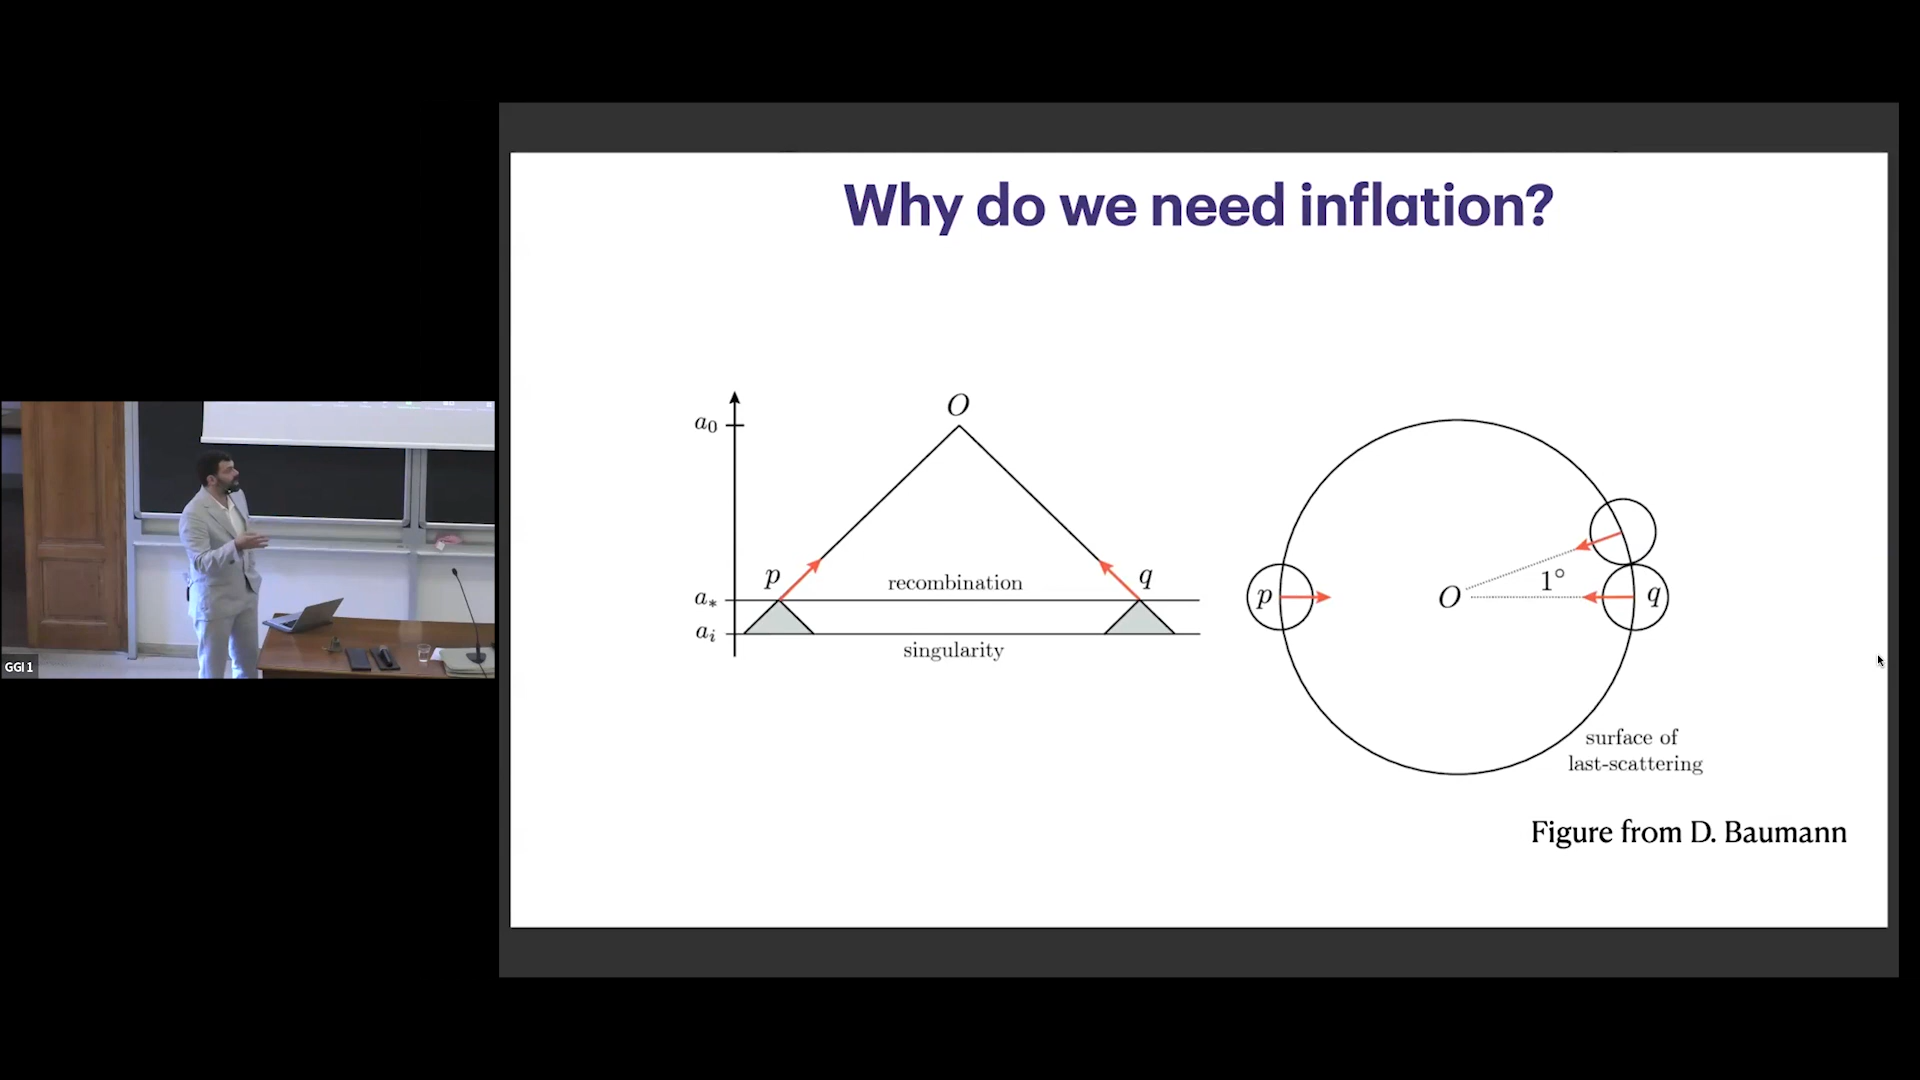 Why do we need inflation?
a₀
O
p
q
recombination
a∗
aᵢ
singularity
p
O
1°
q
surface of
last-scattering
Figure from D. Baumann
GGI 1